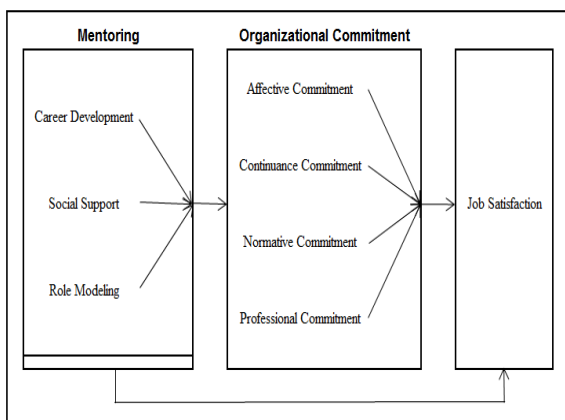 Mentoring
Organizational Commitment
Career Development
Social Support
Role Modeling
Affective Commitment
Continuance Commitment
Normative Commitment
Professional Commitment
Job Satisfaction